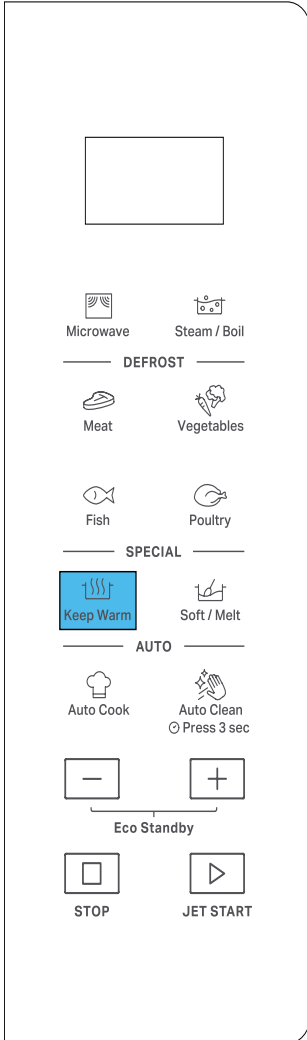 Microwave
Steam / Boil
DEFROST
Meat
Vegetables
Fish
Poultry
SPECIAL
Keep Warm
Soft / Melt
AUTO
Auto Cook
Auto Clean
Press 3 sec
Eco Standby
STOP
JET START